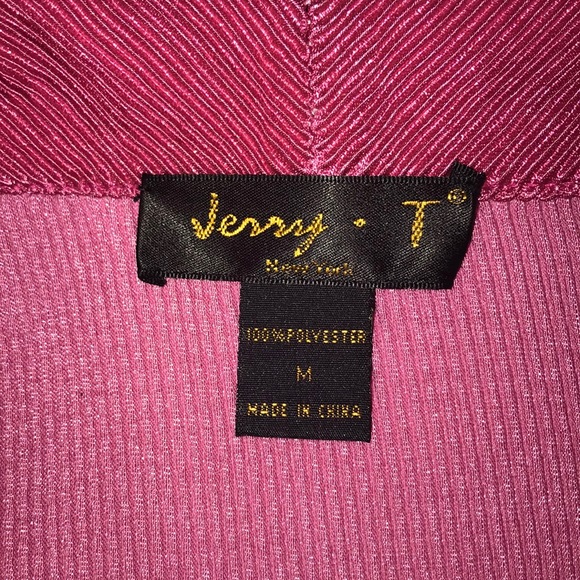 Jerry • T®
New York
100% POLYESTER
M
MADE IN CHINA